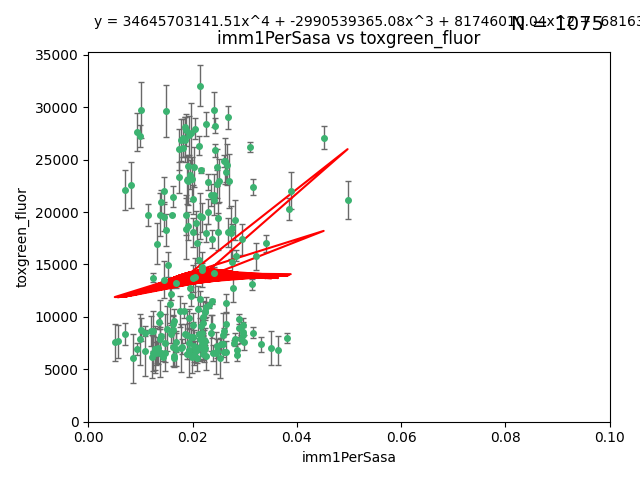 y = 34645703141.51x^4 + -2990539365.08x^3 +
N = 1075
imm1PerSasa vs toxgreen_fluor
35000
30000
25000
20000
15000
10000
5000
0
toxgreen_fluor
0.00 0.02 0.04 0.06 0.08 0.10
imm1PerSasa